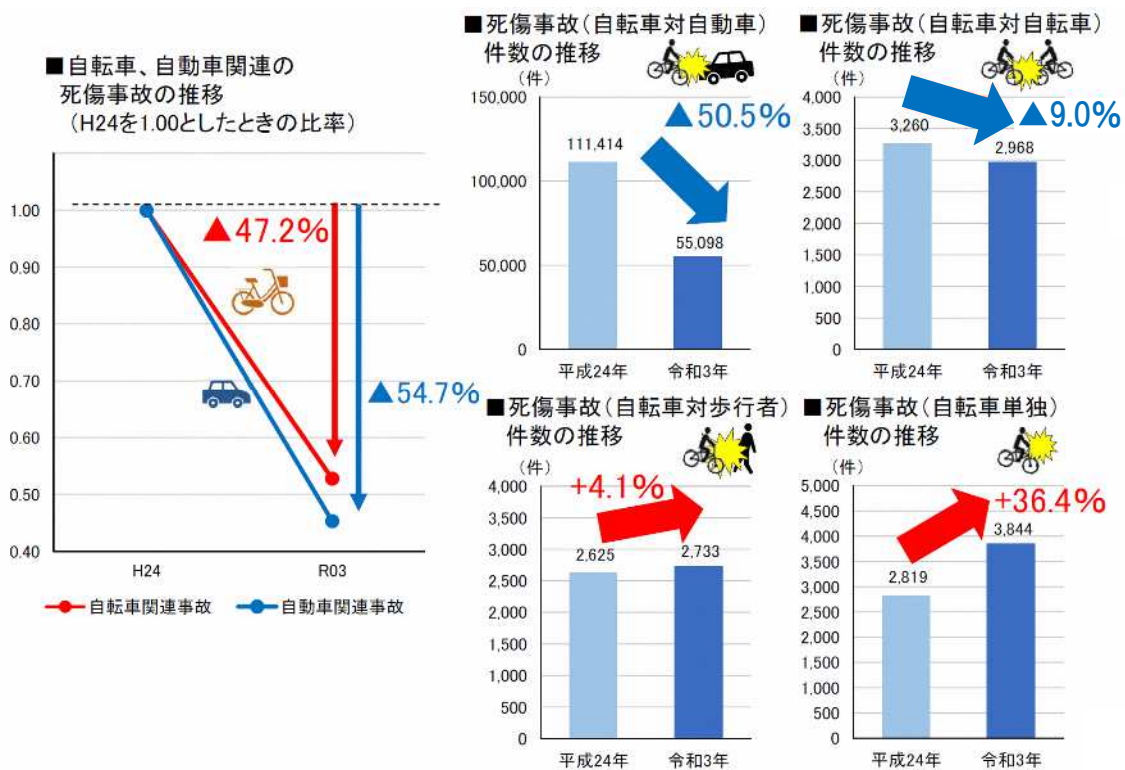 ■自転車、自動車関連の
死傷事故の推移
（H24を1.00としたときの比率）
1.00
0.90
0.80
0.70
0.60
0.50
0.40
▲47.2%
▲54.7%
H24
R03
自転車関連事故
自動車関連事故
■死傷事故（自転車対自動車）
件数の推移
（件）
150,000
100,000
50,000
0
111,414
55,098
▲50.5%
平成24年
令和3年
■死傷事故（自転車対自転車）
件数の推移
（件）
4,000
3,500
3,000
2,500
2,000
1,500
1,000
500
0
3,260
2,968
▲9.0%
平成24年
令和3年
■死傷事故（自転車対歩行者）
件数の推移
（件）
4,000
3,500
3,000
2,500
2,000
1,500
1,000
500
0
+4.1%
2,625
2,733
平成24年
令和3年
■死傷事故（自転車単独）
件数の推移
（件）
5,000
4,500
4,000
3,500
3,000
2,500
2,000
1,500
1,000
500
0
+36.4%
2,819
3,844
平成24年
令和3年